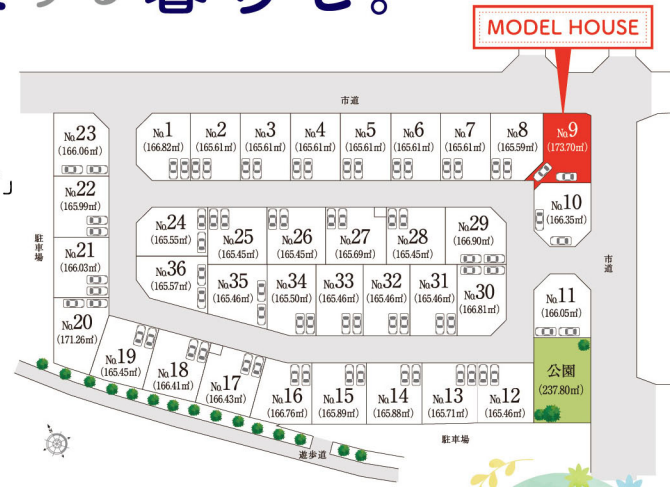 暮らし。
MODEL HOUSE
市道
No.23
(166.06㎡)
No.1
(166.82㎡)
No.2
(165.61㎡)
No.3
(165.61㎡)
No.4
(165.61㎡)
No.5
(165.61㎡)
No.6
(165.61㎡)
No.7
(165.61㎡)
No.8
(165.59㎡)
No.9
(173.70㎡)
」
No.22
(165.99㎡)
No.10
(166.35㎡)
No.24
(165.55㎡)
No.25
(165.45㎡)
No.26
(165.45㎡)
No.27
(165.69㎡)
No.28
(165.45㎡)
No.29
(166.90㎡)
駐車場
No.21
(166.03㎡)
市道
No.36
(165.57㎡)
No.35
(165.46㎡)
No.34
(165.50㎡)
No.33
(165.46㎡)
No.32
(165.46㎡)
No.31
(165.46㎡)
No.30
(166.81㎡)
No.11
(166.05㎡)
No.20
(171.26㎡)
No.19
(165.45㎡)
No.18
(166.41㎡)
No.17
(166.43㎡)
No.16
(166.76㎡)
No.15
(165.89㎡)
No.14
(165.88㎡)
No.13
(165.71㎡)
No.12
(165.46㎡)
公園
(237.80㎡)
遊歩道
駐車場